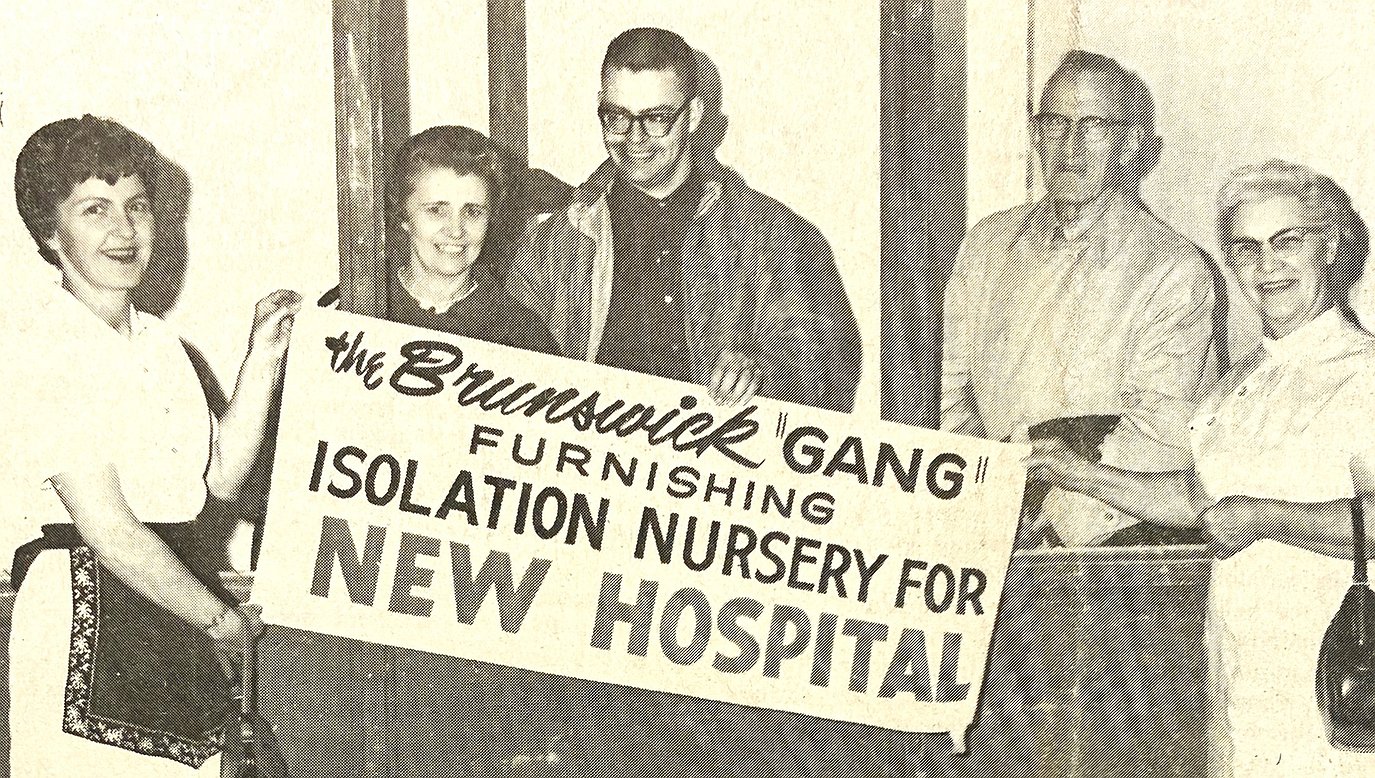 the Brunswick "GANG"
FURNISHING
ISOLATION NURSERY FOR
NEW HOSPITAL